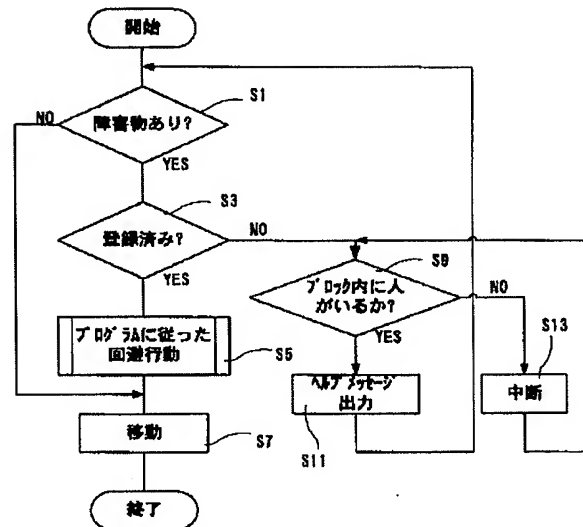 開始
障害物あり?
S1
NO
YES
登録済み?
S3
NO
YES
ブロック内に人
がいるか?
S9
NO
YES
プログラムに従った
回避行動
S5
ヘルプメッセージ
出力
S11
中断
S13
移動
S7
終了